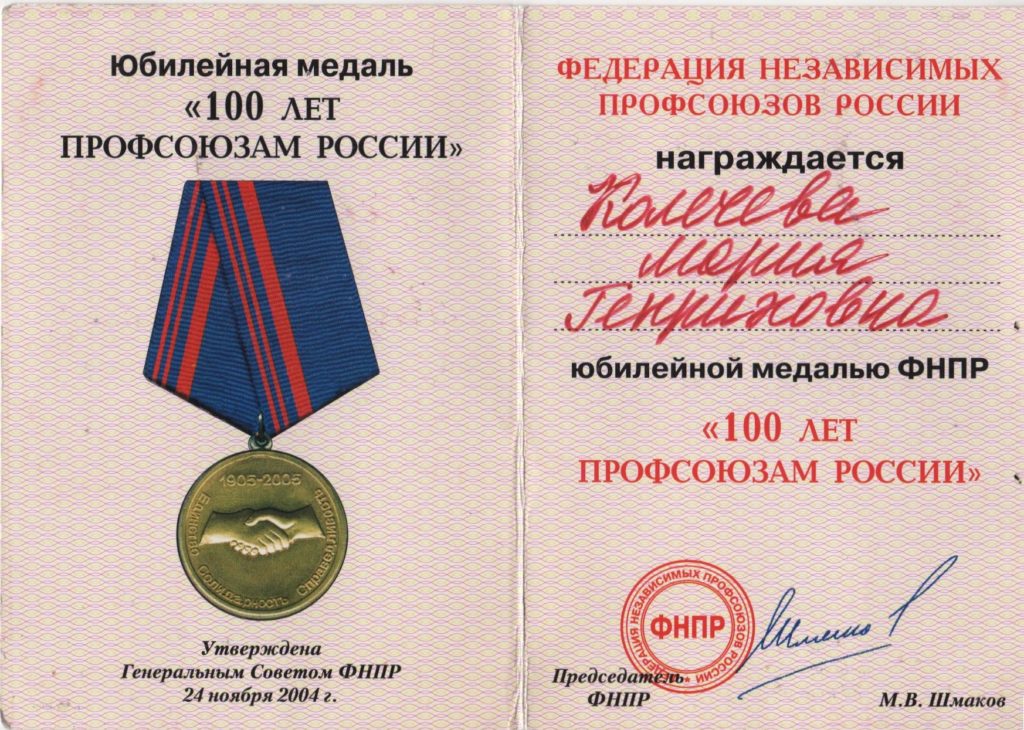 Юбилейная медаль
«100 ЛЕТ
ПРОФСОЮЗАМ РОССИИ»
1905-2005
Единство Солидарность Справедливость
Утверждена
Генеральным Советом ФНПР
24 ноября 2004 г.
ФЕДЕРАЦИЯ НЕЗАВИСИМЫХ
ПРОФСОЮЗОВ РОССИИ
награждается
Колечева
Мария
Генриховна
юбилейной медалью ФНПР
«100 ЛЕТ
ПРОФСОЮЗАМ РОССИИ»
ФЕДЕРАЦИЯ НЕЗАВИСИМЫХ ПРОФСОЮЗОВ РОССИИ
ФНПР
Председатель
ФНПР
М.В. Шмаков